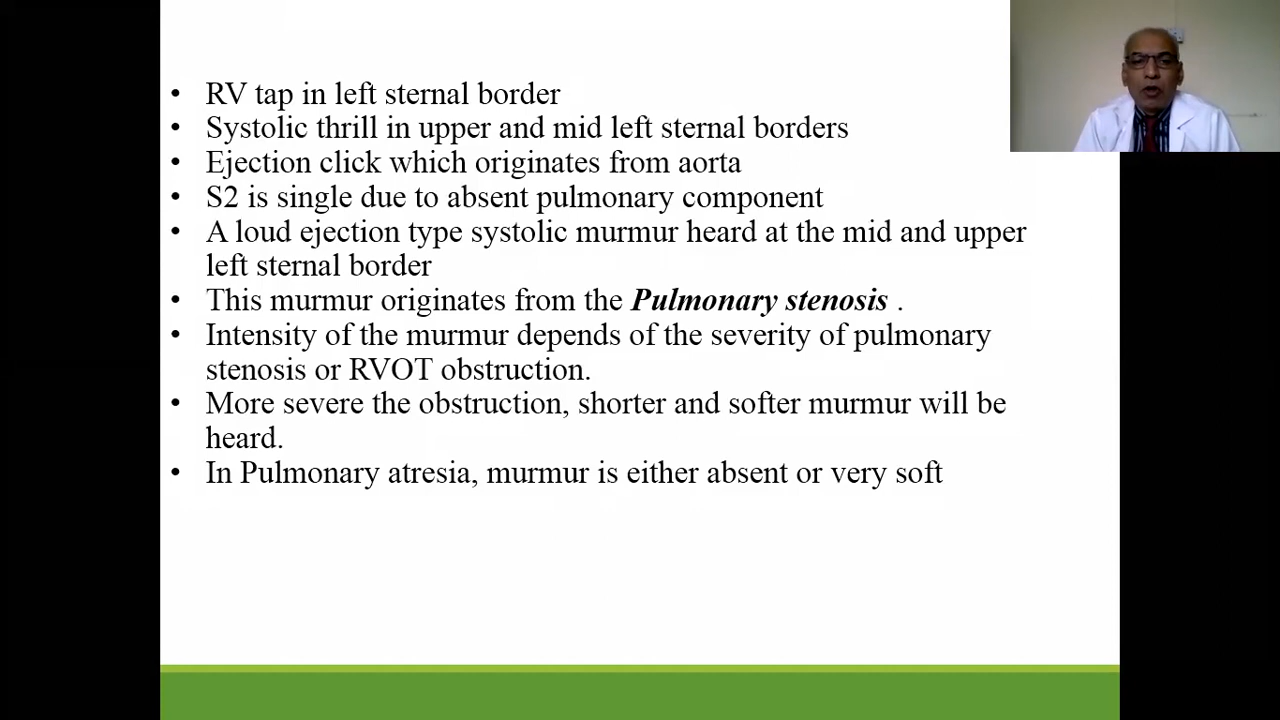 • RV tap in left sternal border
• Systolic thrill in upper and mid left sternal borders
• Ejection click which originates from aorta
• S2 is single due to absent pulmonary component
• A loud ejection type systolic murmur heard at the mid and upper
left sternal border
• This murmur originates from the Pulmonary stenosis .
• Intensity of the murmur depends of the severity of pulmonary
stenosis or RVOT obstruction.
• More severe the obstruction, shorter and softer murmur will be
heard.
• In Pulmonary atresia, murmur is either absent or very soft